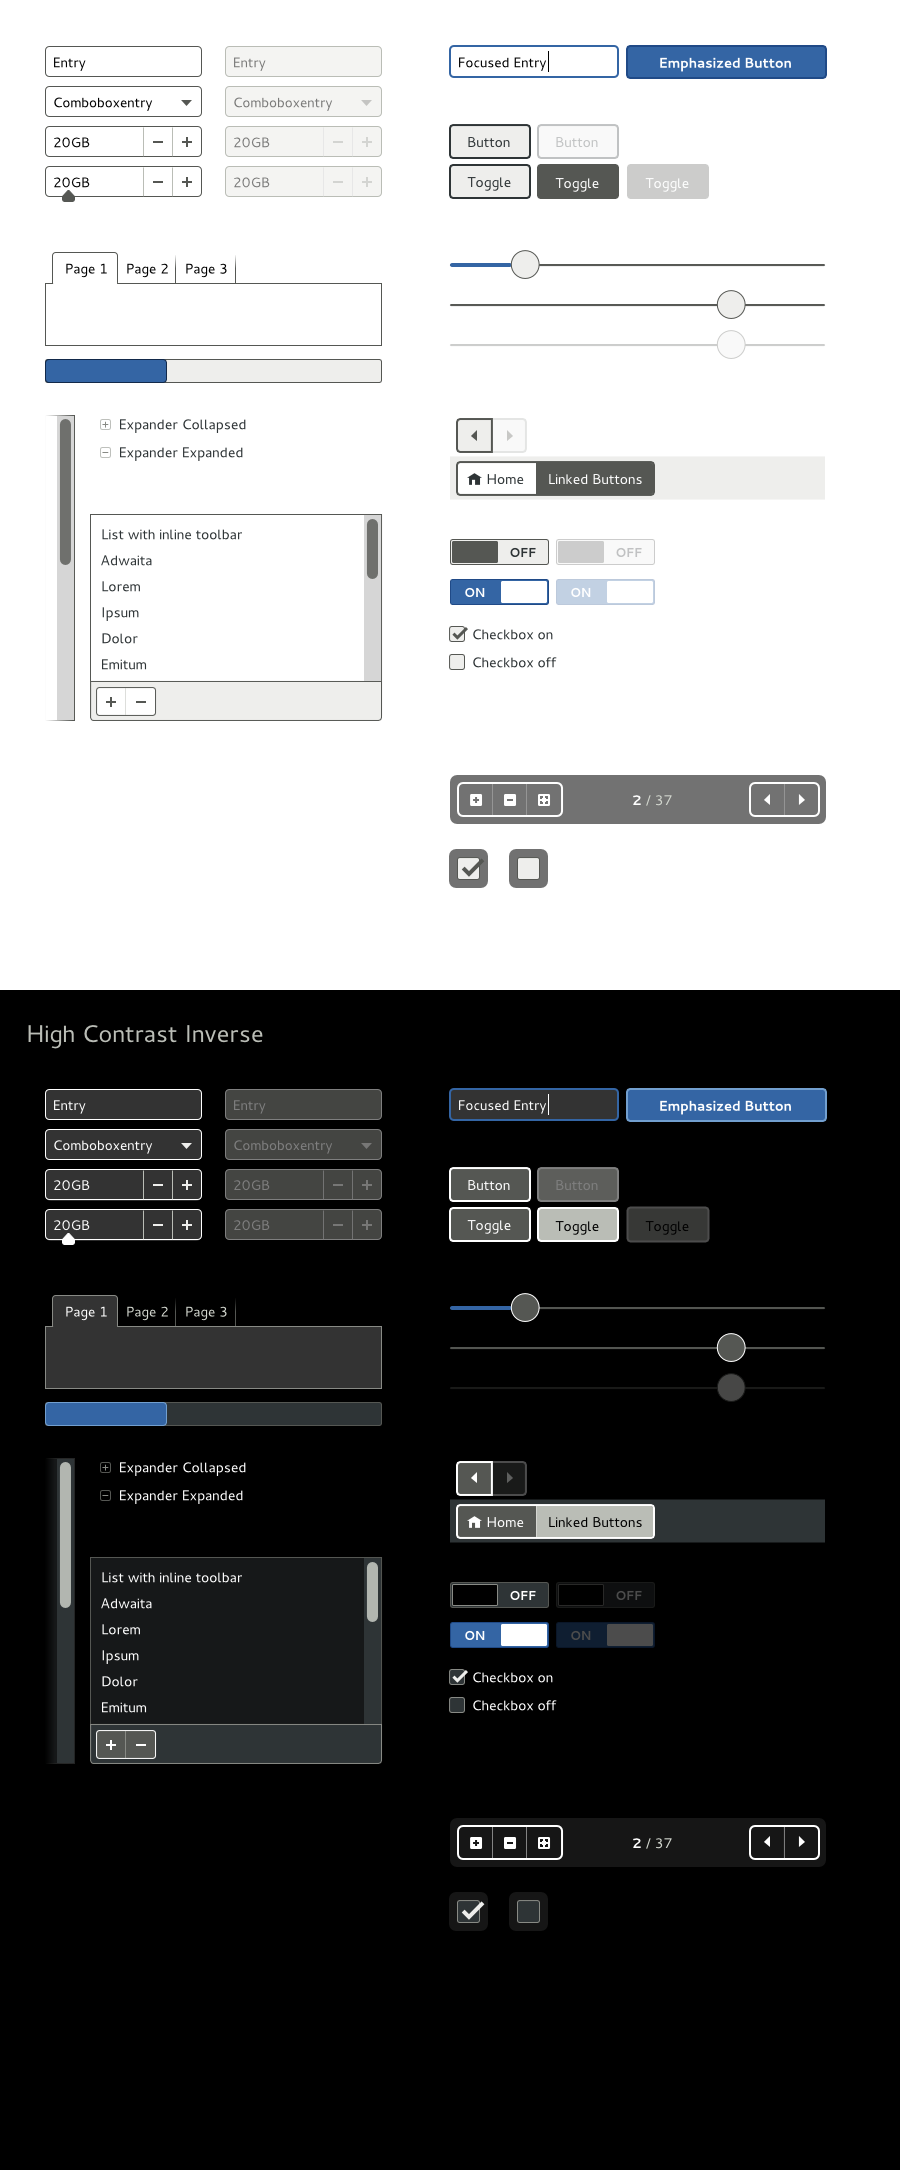 Entry
Entry
Focused Entry
Emphasized Button
Comboboxentry
Comboboxentry
20GB
20GB
Button
Button
20GB
20GB
Toggle
Toggle
Toggle
Page 1
Page 2
Page 3
Expander Collapsed
Expander Expanded
Home
Linked Buttons
List with inline toolbar
Adwaita
Lorem
Ipsum
Dolor
Emitum
OFF
OFF
ON
ON
Checkbox on
Checkbox off
2 / 37
High Contrast Inverse
Entry
Entry
Focused Entry
Emphasized Button
Comboboxentry
Comboboxentry
20GB
20GB
Button
Button
20GB
20GB
Toggle
Toggle
Toggle
Page 1
Page 2
Page 3
Expander Collapsed
Expander Expanded
Home
Linked Buttons
List with inline toolbar
Adwaita
Lorem
Ipsum
Dolor
Emitum
OFF
OFF
ON
ON
Checkbox on
Checkbox off
2 / 37